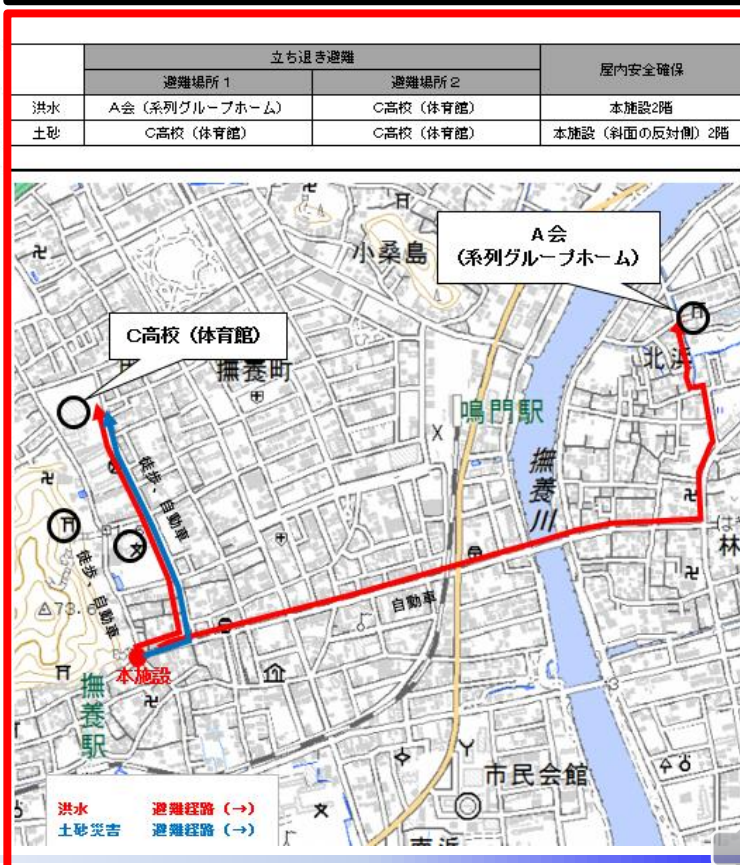 立ち退き避難
屋内安全確保
避難場所1
避難場所2
洪水
A会（系列グループホーム）
C高校（体育館）
本施設2階
土砂
C高校（体育館）
C高校（体育館）
本施設（斜面の反対側）2階
小桑島
A会
（系列グループホーム）
C高校（体育館）
撫養町
北浜
鳴門駅
撫養川
徒歩、自動車
徒歩、自動車
自動車
林
73.6
本施設
撫養駅
市民会館
洪水 避難経路（→）
土砂災害 避難経路（→）
南浜